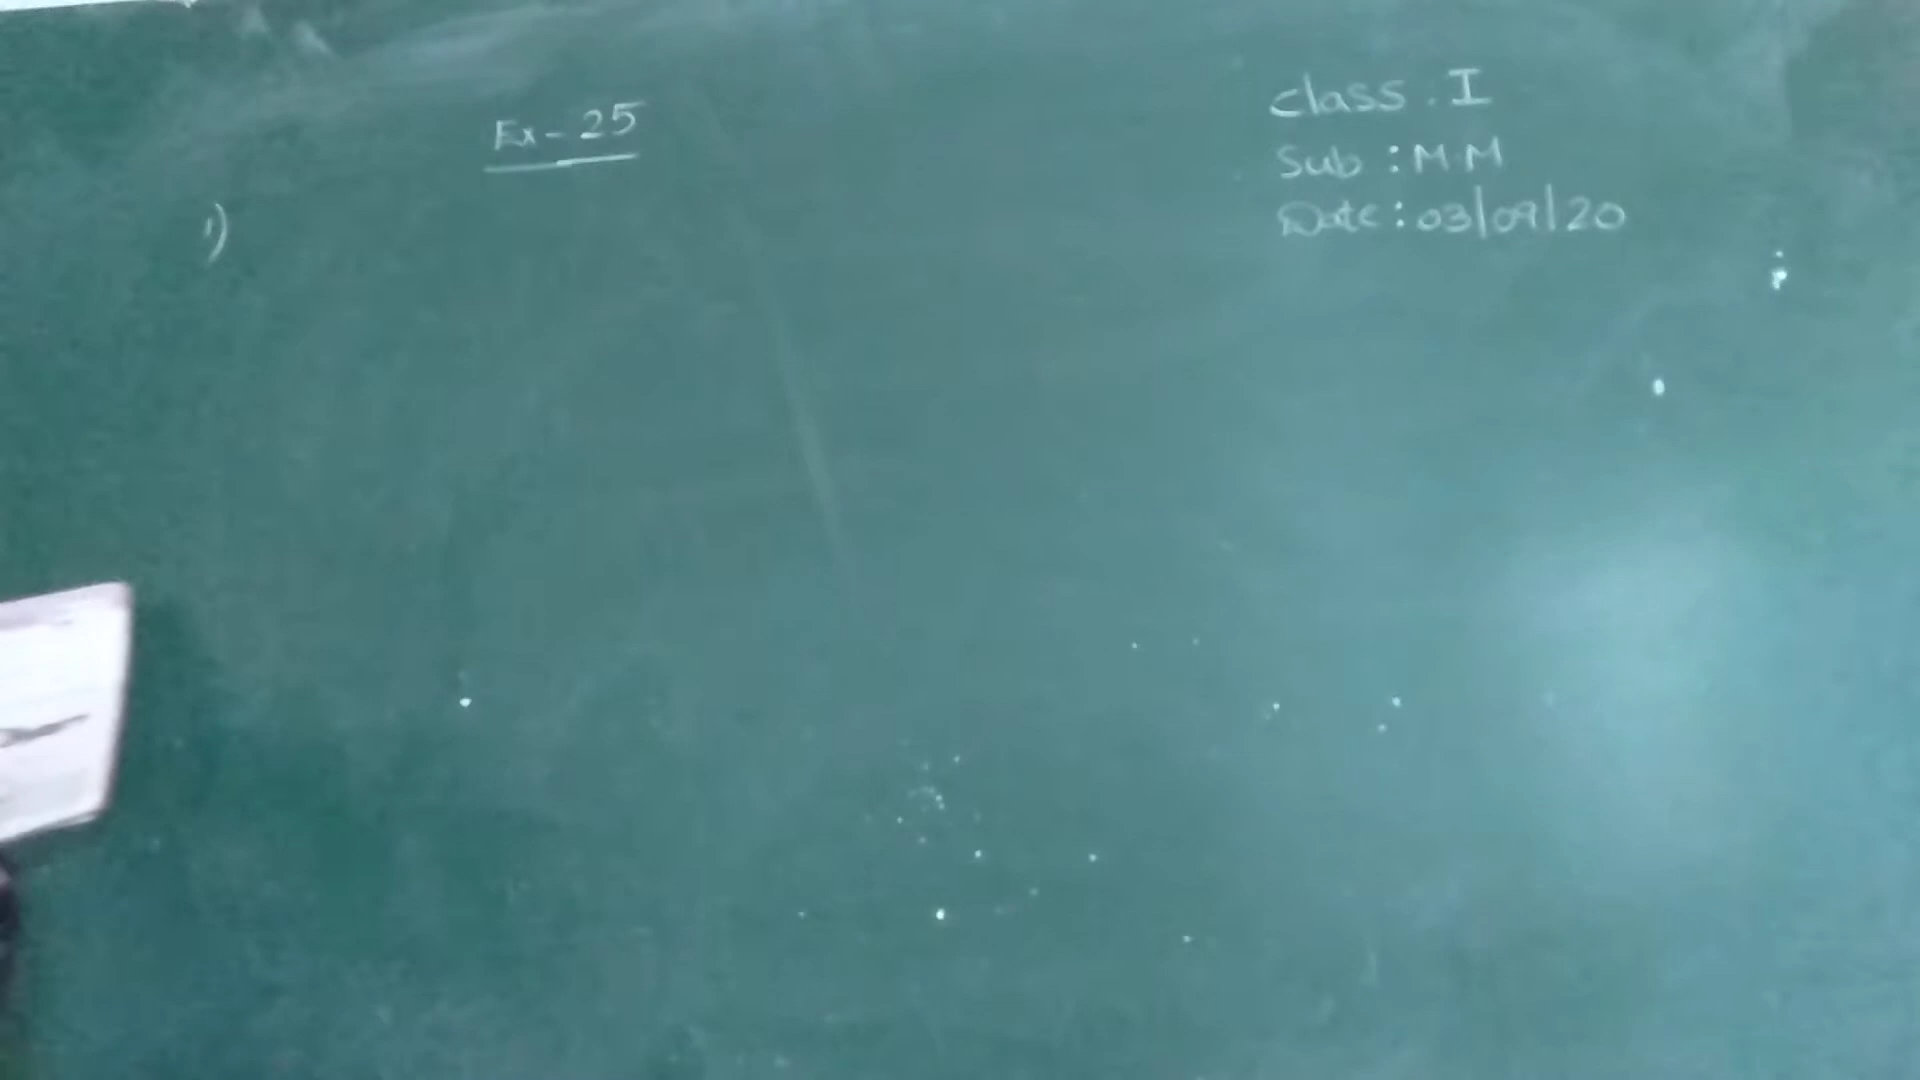 Ex - 25
class . I
Sub : M M
Date : 03/09/20
1)